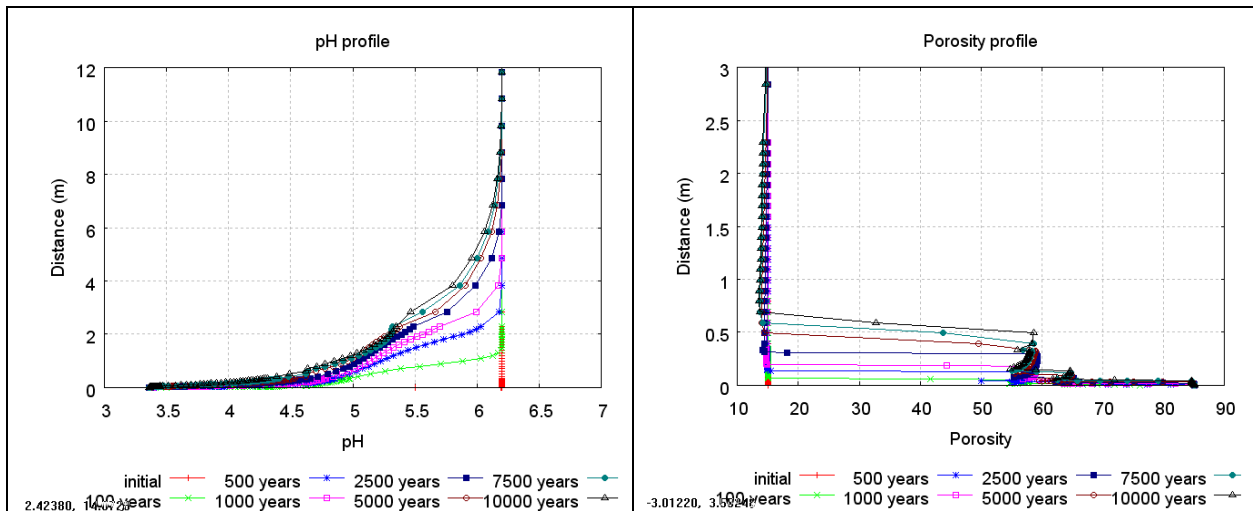 pH profile
12
10
8
6
4
2
0
Distance (m)
3 3.5 4 4.5 5 5.5 6 6.5 7
pH
initial 500 years 2500 years 7500 years
100 years 1000 years 5000 years 10000 years
2.42380,
Porosity profile
3
2.5
2
1.5
1
0.5
0
Distance (m)
10 20 30 40 50 60 70 80 90
Porosity
initial 500 years 2500 years 7500 years
100 years 1000 years 5000 years 10000 years
-3.01220,